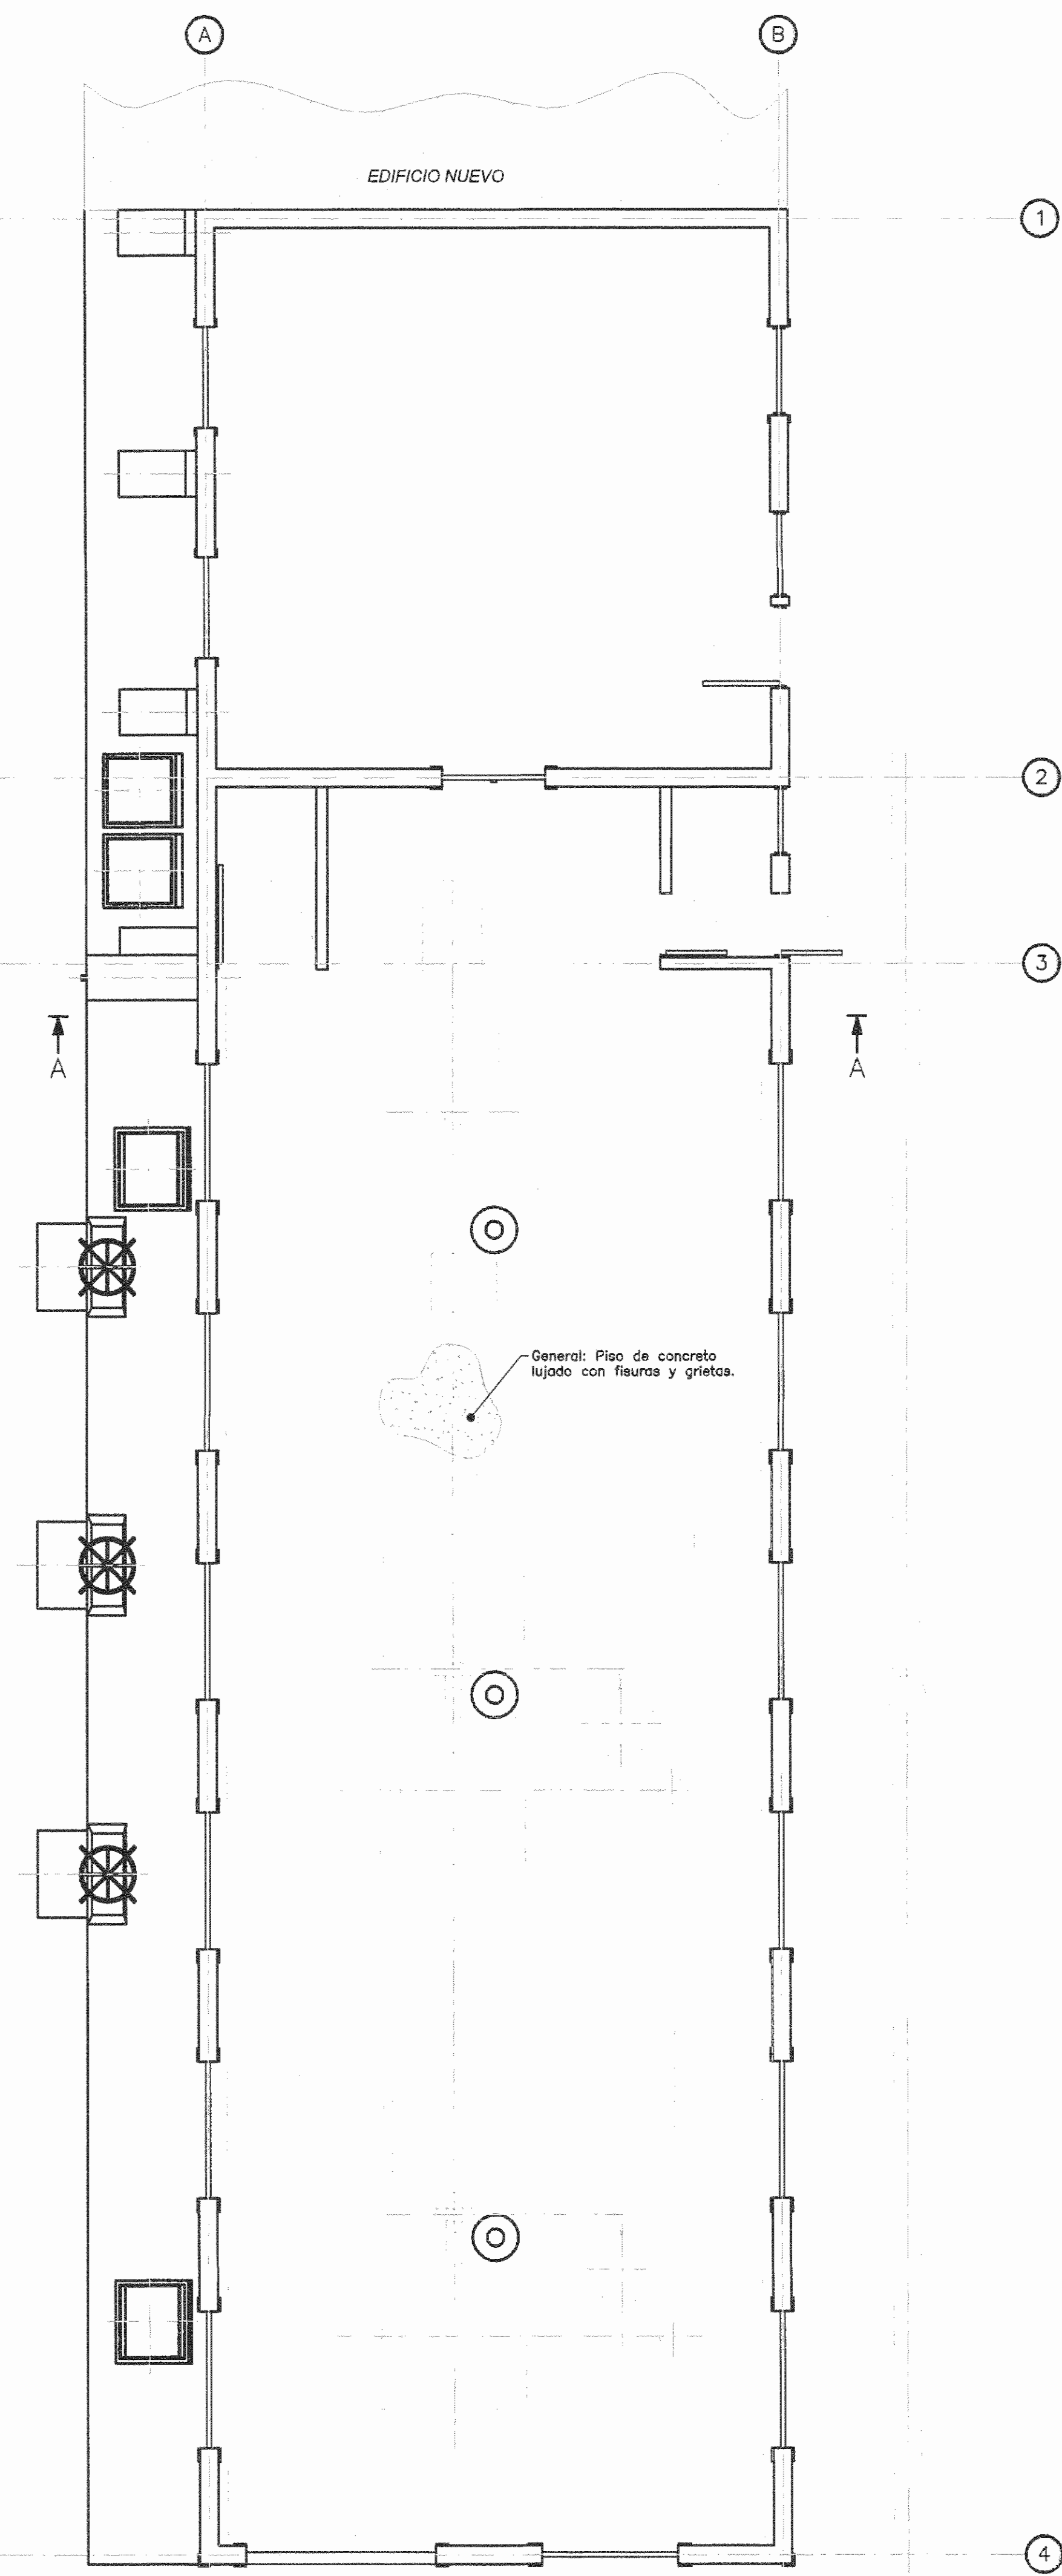 A
B
EDIFICIO NUEVO
1
2
3
A
A
General: Piso de concreto
lujado con fisuras y grietas.
4